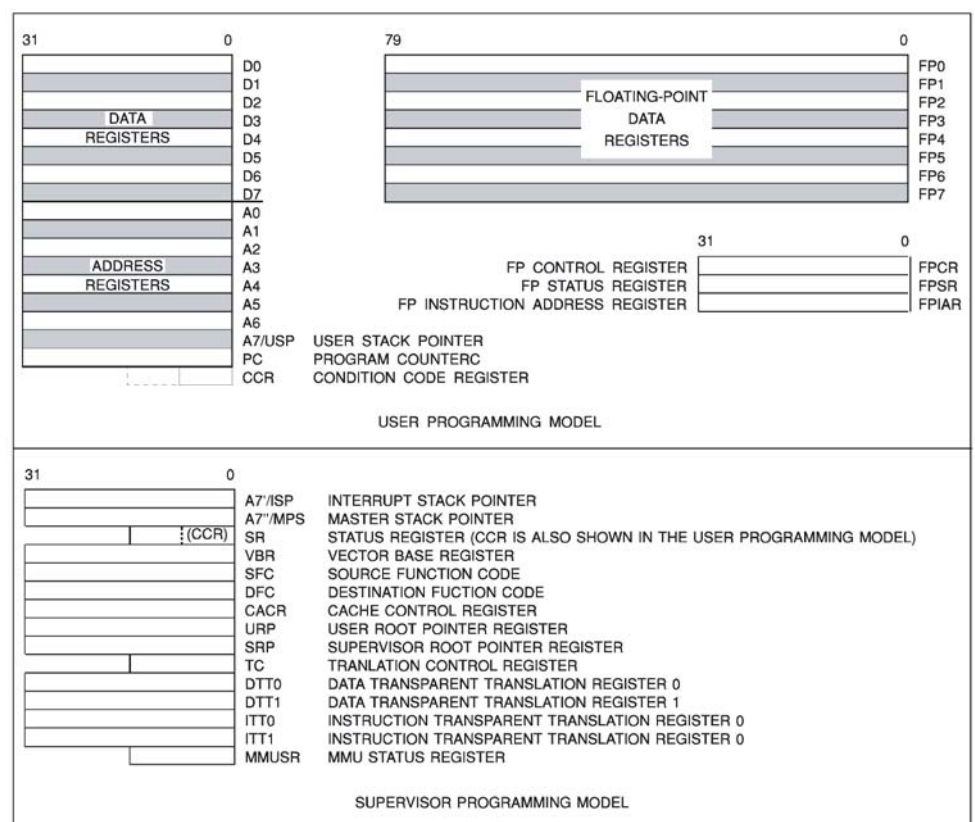 31 0
D0
D1
D2
D3
D4
D5
D6
D7
DATA
REGISTERS
A0
A1
A2
A3
A4
A5
A6
ADDRESS
REGISTERS
A7/USP USER STACK POINTER
PC PROGRAM COUNTERC
CCR CONDITION CODE REGISTER
79 0
FP0
FP1
FP2
FP3
FP4
FP5
FP6
FP7
FLOATING-POINT
DATA
REGISTERS
31 0
FP CONTROL REGISTER FPCR
FP STATUS REGISTER FPSR
FP INSTRUCTION ADDRESS REGISTER FPIAR
USER PROGRAMMING MODEL
31 0
A7'/ISP INTERRUPT STACK POINTER
A7"/MPS MASTER STACK POINTER
(CCR) SR STATUS REGISTER (CCR IS ALSO SHOWN IN THE USER PROGRAMMING MODEL)
VBR VECTOR BASE REGISTER
SFC SOURCE FUNCTION CODE
DFC DESTINATION FUCTION CODE
CACR CACHE CONTROL REGISTER
URP USER ROOT POINTER REGISTER
SRP SUPERVISOR ROOT POINTER REGISTER
TC TRANLATION CONTROL REGISTER
DTT0 DATA TRANSPARENT TRANSLATION REGISTER 0
DTT1 DATA TRANSPARENT TRANSLATION REGISTER 1
ITT0 INSTRUCTION TRANSPARENT TRANSLATION REGISTER 0
ITT1 INSTRUCTION TRANSPARENT TRANSLATION REGISTER 0
MMUSR MMU STATUS REGISTER
SUPERVISOR PROGRAMMING MODEL